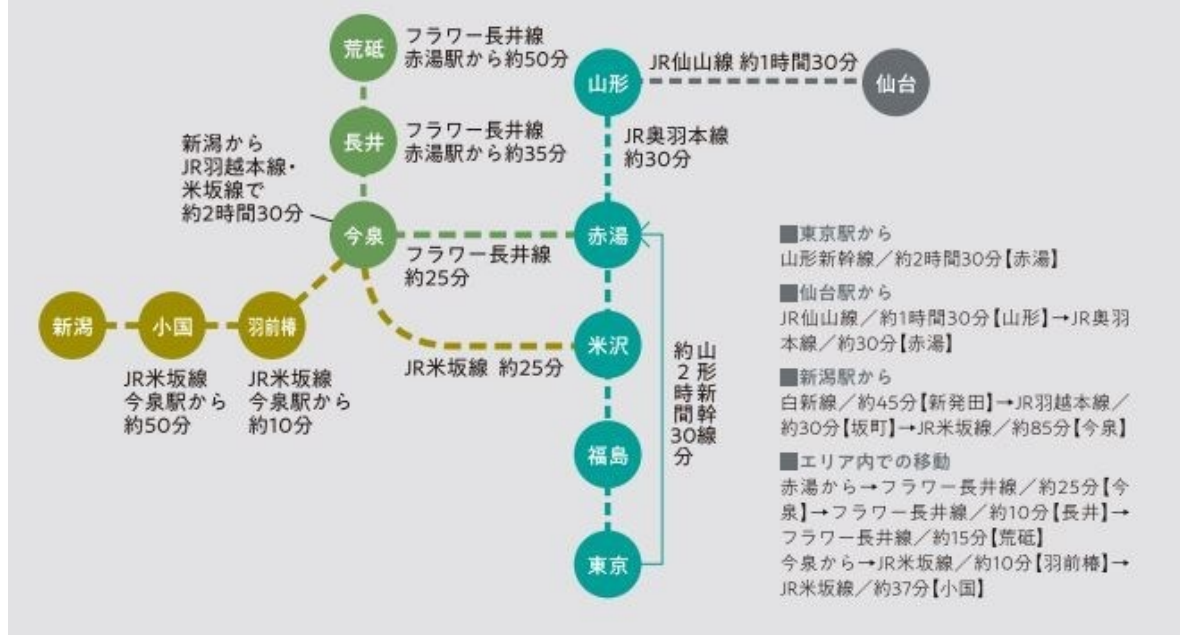 荒砥
フラワー長井線
赤湯駅から約50分
山形
JR仙山線 約1時間30分
仙台
長井
フラワー長井線
赤湯駅から約35分
JR奥羽本線
約30分
新潟から
JR羽越本線・
米坂線で
約2時間30分
今泉
フラワー長井線
約25分
赤湯
新潟
小国
羽前椿
JR米坂線
今泉駅から
約50分
JR米坂線
今泉駅から
約10分
JR米坂線 約25分
米沢
山形新幹線
約2時間30分
福島
東京
■東京駅から
山形新幹線／約2時間30分【赤湯】
■仙台駅から
JR仙山線／約1時間30分【山形】→JR奥羽
本線／約30分【赤湯】
■新潟駅から
白新線／約45分【新発田】→JR羽越本線／
約30分【坂町】→JR米坂線／約85分【今泉】
■エリア内での移動
赤湯から→フラワー長井線／約25分【今
泉】→フラワー長井線／約10分【長井】→
フラワー長井線／約15分【荒砥】
今泉から→JR米坂線／約10分【羽前椿】→
JR米坂線／約37分【小国】